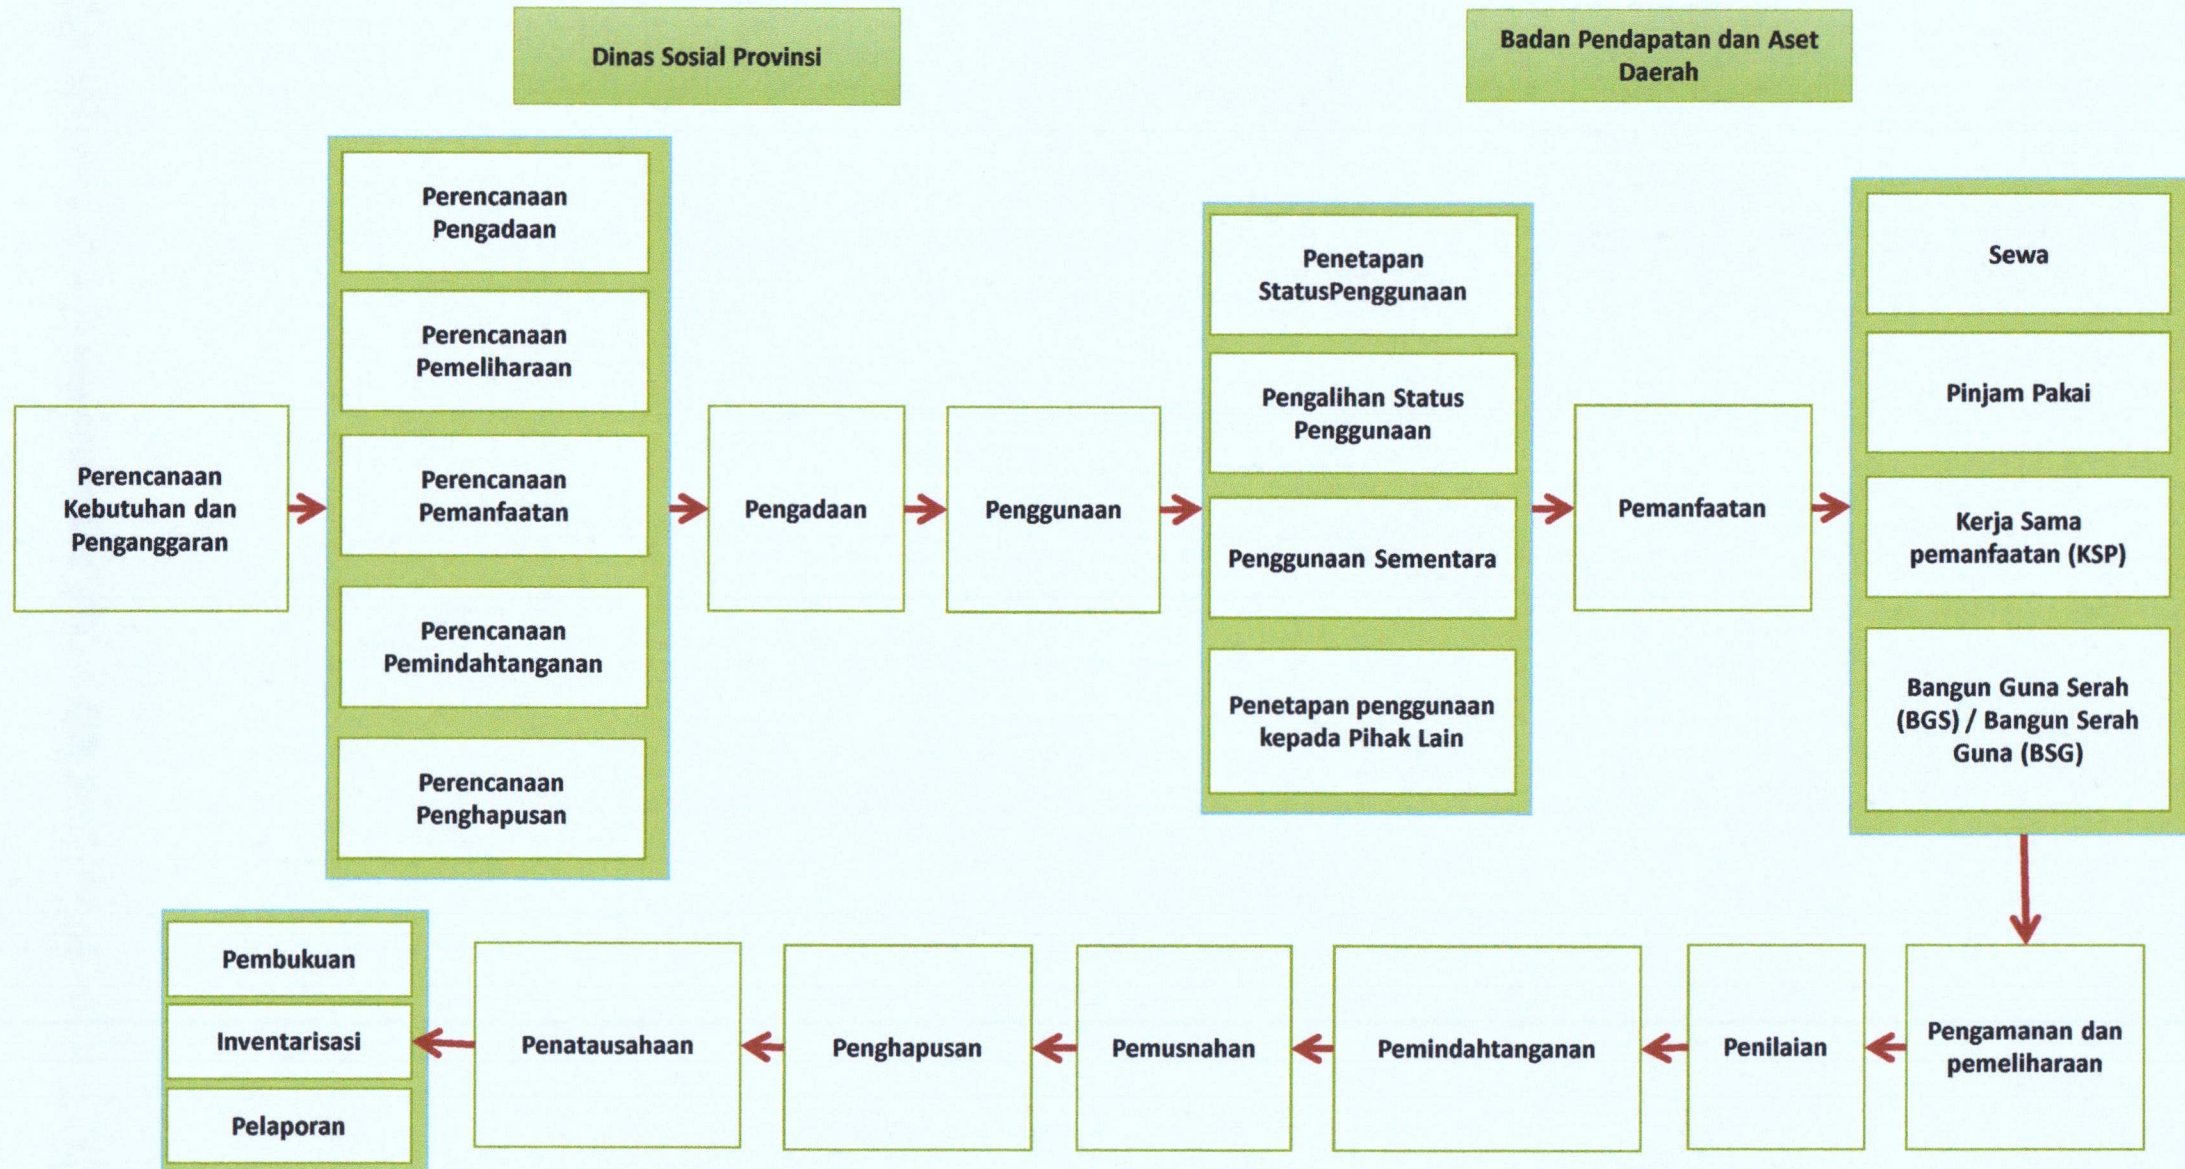 Dinas Sosial Provinsi
Badan Pendapatan dan Aset
Daerah
Perencanaan
Kebutuhan dan
Penganggaran
Perencanaan
Pengadaan
Perencanaan
Pemeliharaan
Perencanaan
Pemanfaatan
Perencanaan
Pemindahtanganan
Perencanaan
Penghapusan
Pengadaan
Penggunaan
Penetapan
StatusPenggunaan
Pengalihan Status
Penggunaan
Penggunaan Sementara
Penetapan penggunaan
kepada Pihak Lain
Pemanfaatan
Sewa
Pinjam Pakai
Kerja Sama
pemanfaatan (KSP)
Bangun Guna Serah
(BGS) / Bangun Serah
Guna (BSG)
Pengamanan dan
pemeliharaan
Penilaian
Pemindahtanganan
Pemusnahan
Penghapusan
Penatausahaan
Pembukuan
Inventarisasi
Pelaporan